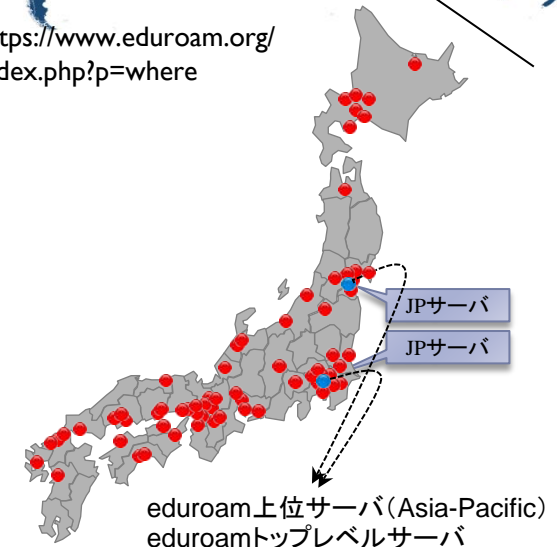 tps://www.eduroam.org/
dex.php?p=where
JPサーバ
JPサーバ
eduroam上位サーバ（Asia-Pacific）
eduroamトップレベルサーバ